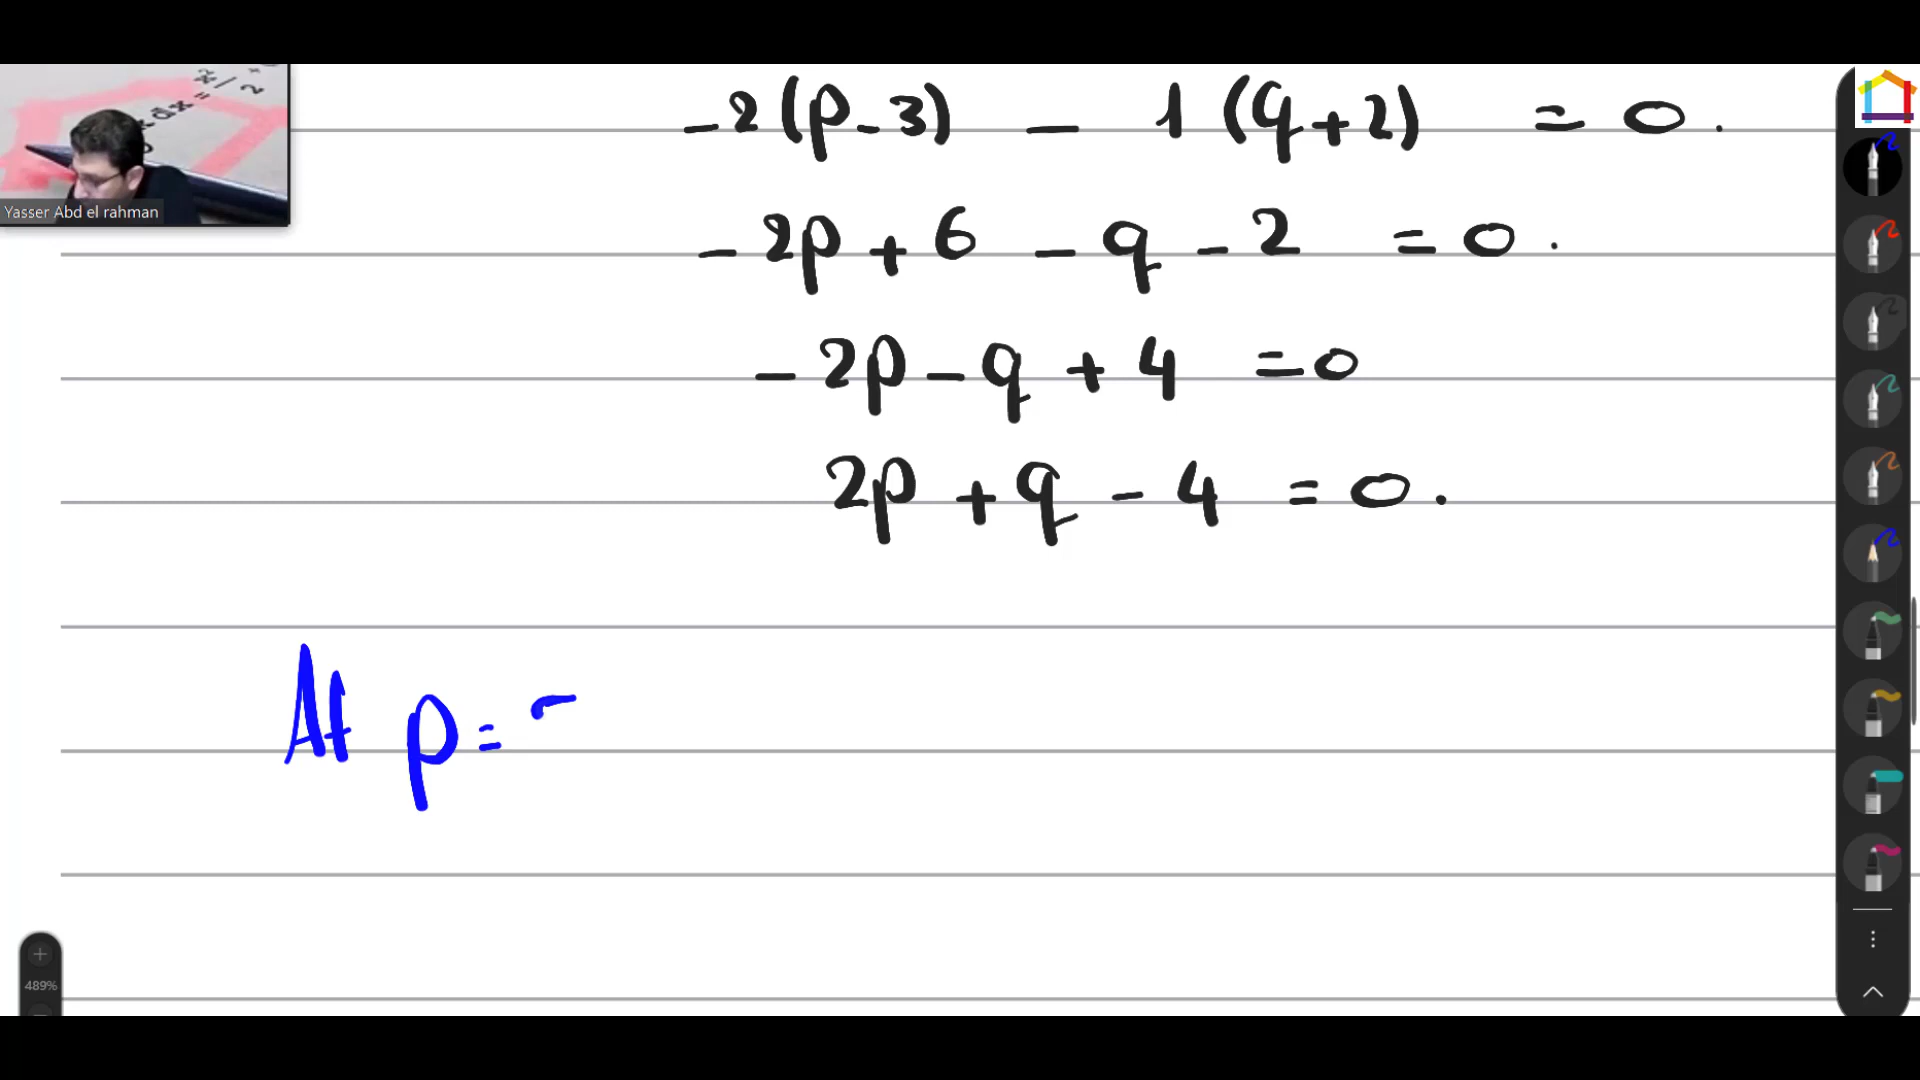 -2(p-3) - 1(q+2) = 0.
-2p + 6 - q - 2 = 0.
-2p - q + 4 = 0
2p + q - 4 = 0.
At p =
Yasser Abd el rahman
489%